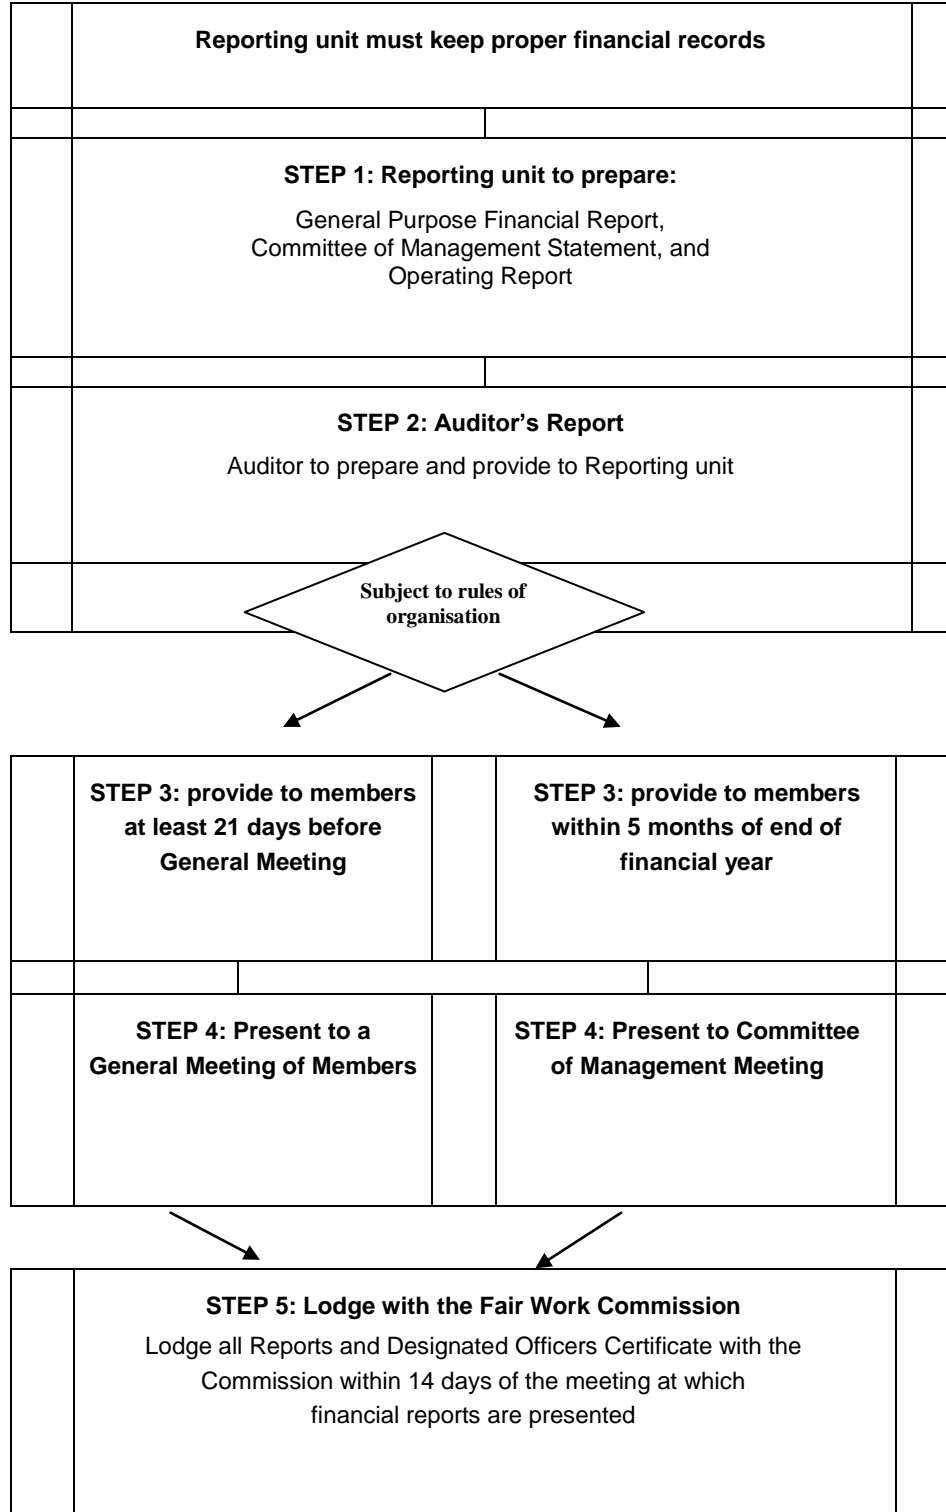 Reporting unit must keep proper financial records
STEP 1: Reporting unit to prepare:
General Purpose Financial Report,
Committee of Management Statement, and
Operating Report
STEP 2: Auditor’s Report
Auditor to prepare and provide to Reporting unit
Subject to rules of
organisation
STEP 3: provide to members
at least 21 days before
General Meeting
STEP 3: provide to members
within 5 months of end of
financial year
STEP 4: Present to a
General Meeting of Members
STEP 4: Present to Committee
of Management Meeting
STEP 5: Lodge with the Fair Work Commission
Lodge all Reports and Designated Officers Certificate with the
Commission within 14 days of the meeting at which
financial reports are presented